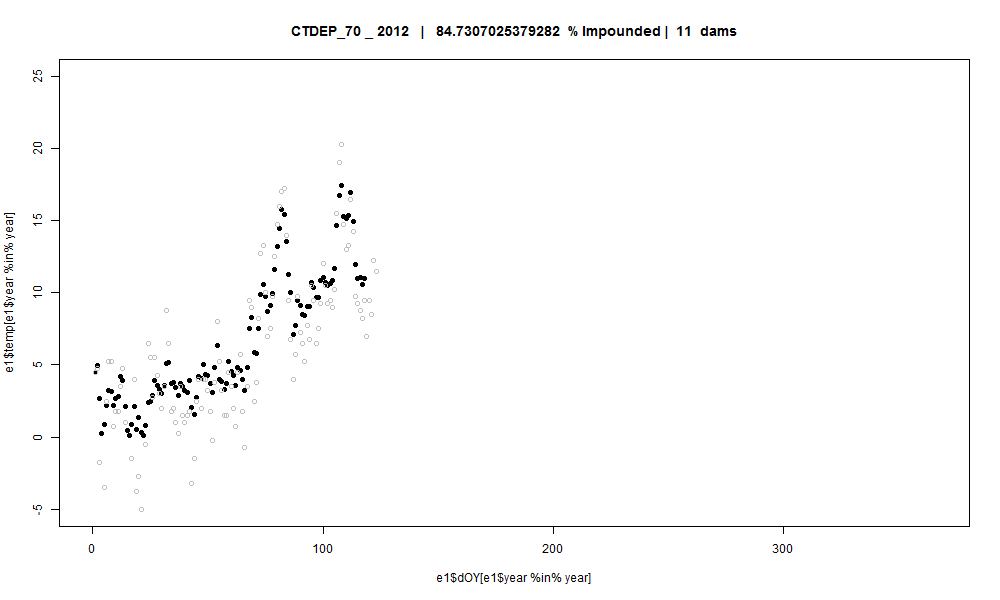 CTDEP_70 _ 2012 | 84.7307025379282 % Impounded | 11 dams
25
20
15
10
5
0
-5
e1$temp[e1$year %in% year]
0 100 200 300
e1$dOY[e1$year %in% year]